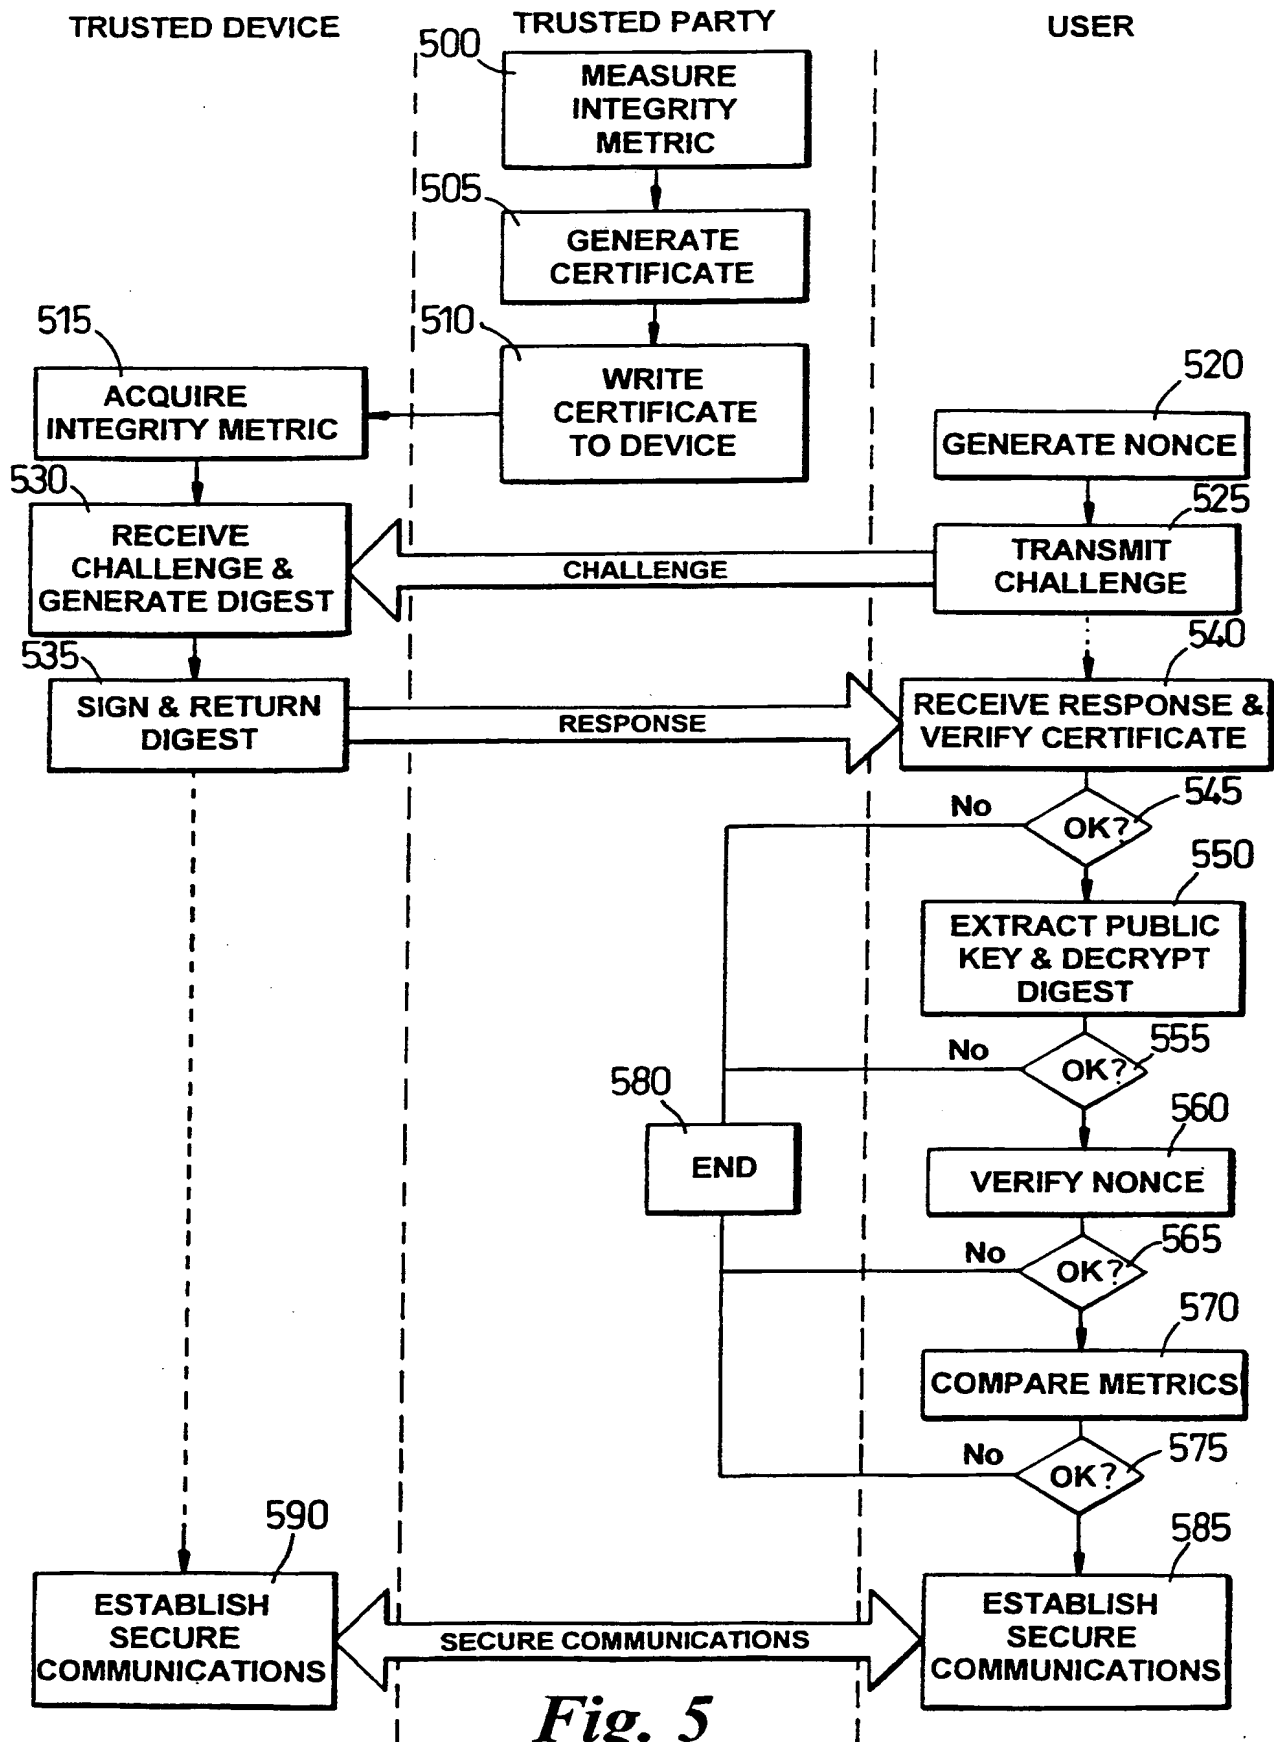 TRUSTED DEVICE
TRUSTED PARTY
USER
500
MEASURE
INTEGRITY
METRIC
505
GENERATE
CERTIFICATE
510
WRITE
CERTIFICATE
TO DEVICE
515
ACQUIRE
INTEGRITY METRIC
520
GENERATE NONCE
525
TRANSMIT
CHALLENGE
CHALLENGE
530
RECEIVE
CHALLENGE &
GENERATE DIGEST
535
SIGN & RETURN
DIGEST
RESPONSE
540
RECEIVE RESPONSE &
VERIFY CERTIFICATE
545
OK?
No
550
EXTRACT PUBLIC
KEY & DECRYPT
DIGEST
555
OK?
No
580
END
560
VERIFY NONCE
565
OK?
No
570
COMPARE METRICS
575
OK?
No
590
ESTABLISH
SECURE
COMMUNICATIONS
SECURE COMMUNICATIONS
585
ESTABLISH
SECURE
COMMUNICATIONS
Fig. 5